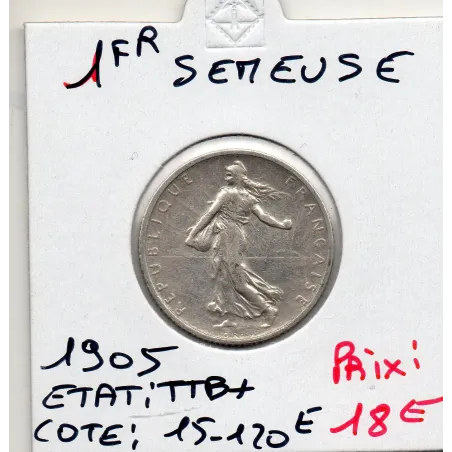 1FR SEMEUSE
REPUBLIQUE FRANÇAISE
1905
ETAT: TTB+
COTE: 15-120E
PRIX:
18E